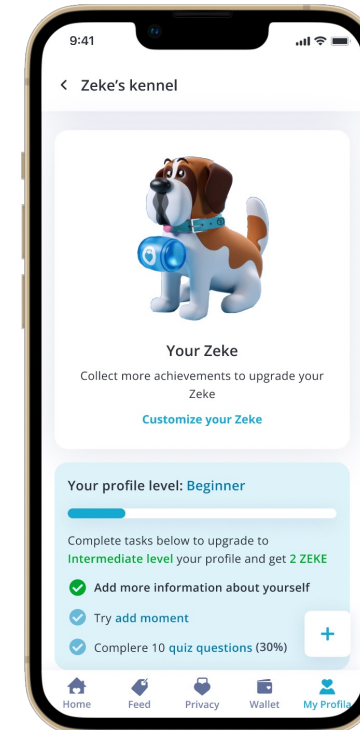 9:41
Zeke's kennel
Your Zeke
Collect more achievements to upgrade your
Zeke
Customize your Zeke
Your profile level: Beginner
Complete tasks below to upgrade to
Intermediate level your profile and get 2 ZEKE
Add more information about yourself
Try add moment
Complere 10 quiz questions (30%)
+
Home
Feed
Privacy
Wallet
My Profila